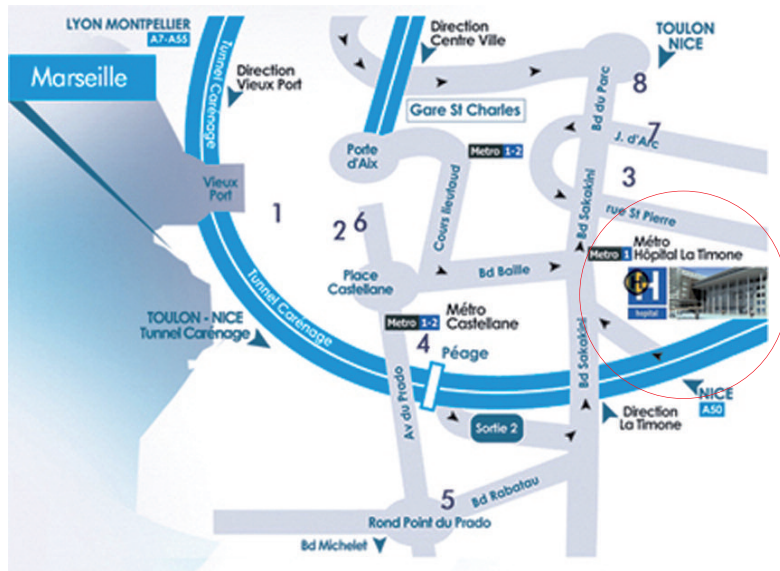 LYON MONTPELLIER
A7-A55
Marseille
Tunnel Carénage
Direction
Vieux Port
Direction
Centre Ville
TOULON
NICE
8
Gare St Charles
Bd du Parc
7
J. d'Arc
Porte
d'Aix
Metro 1-2
Vieux
Port
3
1
2
6
Cours lieutaud
Bd Sakakini
rue St Pierre
Metro 1
Métro
Hôpital La Timone
Place
Castellane
Bd Baille
H
hopital
Tunnel Carénage
TOULON - NICE
Tunnel Carénage
Metro 1-2
Métro
Castellane
4
Péage
Av du Prado
Bd Sakakini
NICE
A50
Sortie 2
Direction
La Timone
5
Bd Rabatau
Rond Point du Prado
Bd Michelet